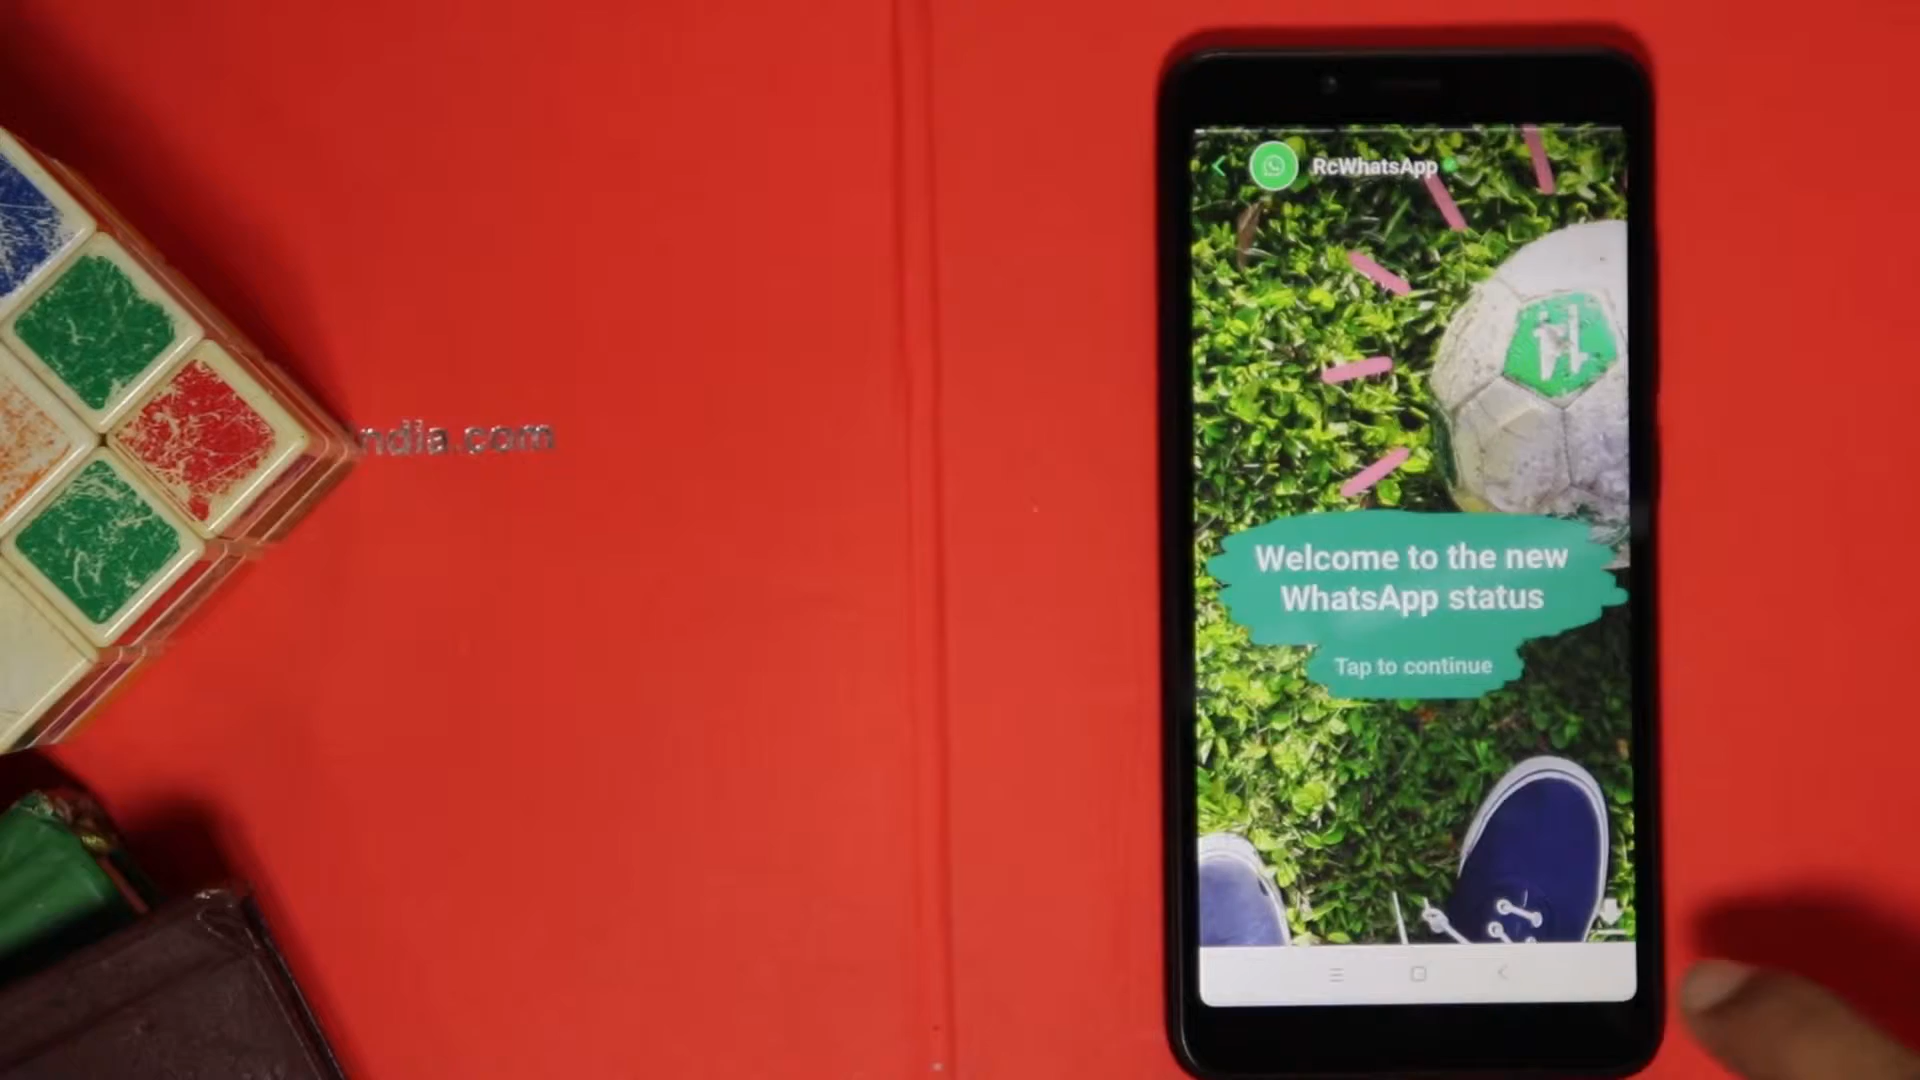 RcWhatsApp
ndia.com
Welcome to the new
WhatsApp status
Tap to continue